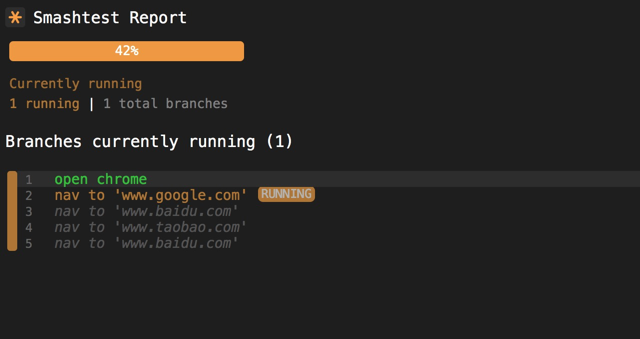 Smashtest Report
42%
Currently running
1 running | 1 total branches
Branches currently running (1)
1 open chrome
2 nav to 'www.google.com' RUNNING
3 nav to 'www.baidu.com'
4 nav to 'www.taobao.com'
5 nav to 'www.baidu.com'